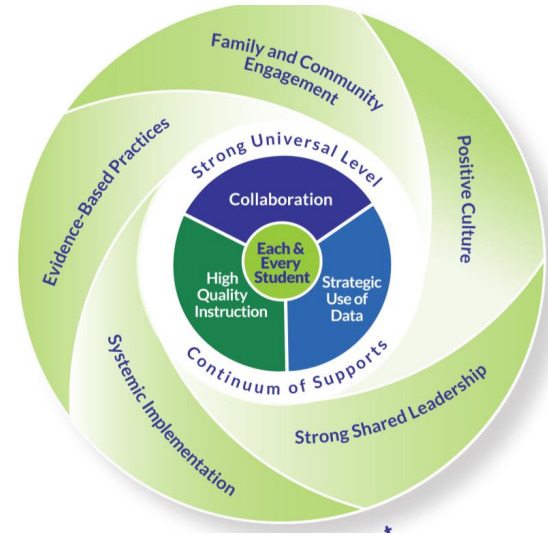 Family and Community
Engagement
Positive Culture
Strong Shared Leadership
Systemic Implementation
Evidence-Based Practices
Strong Universal Level
Continuum of Supports
Collaboration
Strategic
Use of
Data
High
Quality
Instruction
Each &
Every
Student